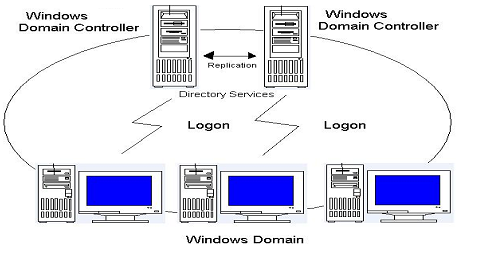 Windows
Domain Controller
Windows
Domain Controller
Replication
Directory Services
Logon
Logon
Windows Domain